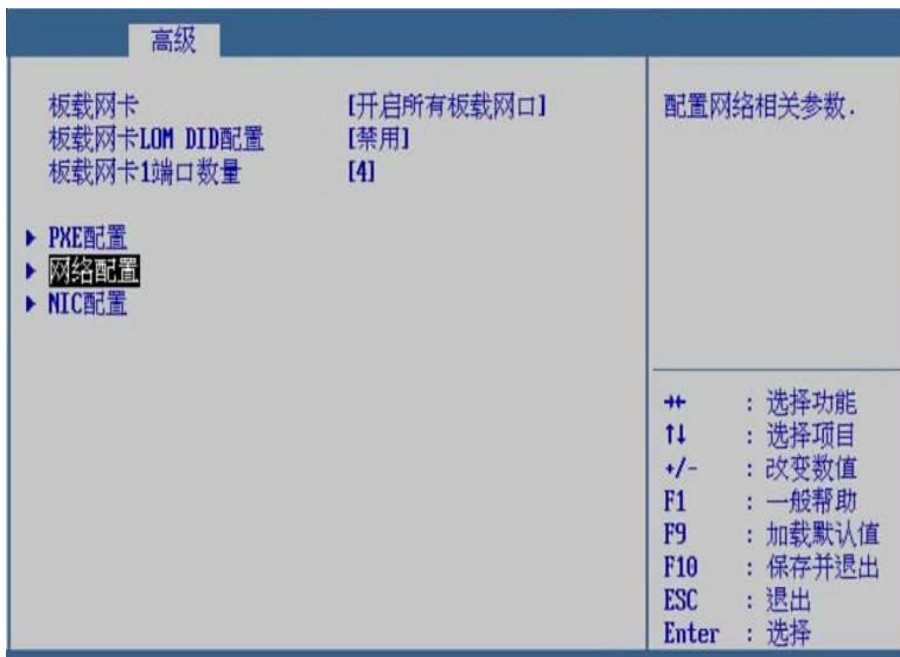 高级
板载网卡 [开启所有板载网口]
板载网卡LOM DID配置 [禁用]
板载网卡1端口数量 [4]
PXE配置
网络配置
NIC配置
配置网络相关参数.
→← : 选择功能
↑↓ : 选择项目
+/- : 改变数值
F1 : 一般帮助
F9 : 加载默认值
F10 : 保存并退出
ESC : 退出
Enter : 选择